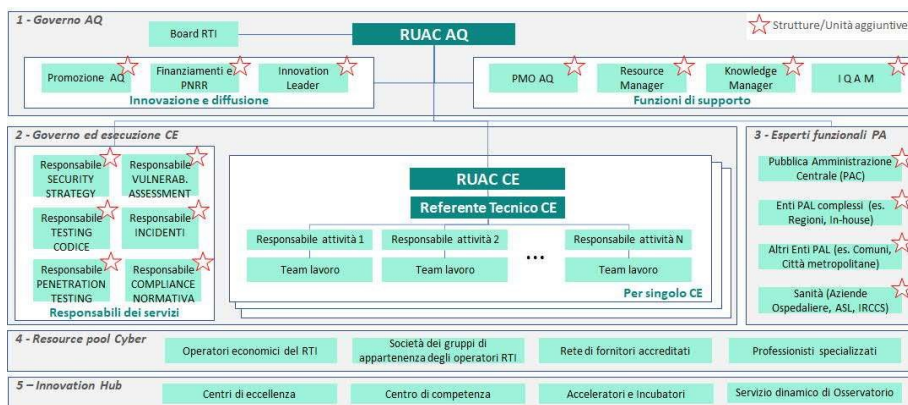 1 - Governo AQ
Strutture/Unità aggiuntive
Board RTI
RUAC AQ
Promozione AQ
Finanziamenti e
PNRR
Innovation
Leader
Innovazione e diffusione
PMO AQ
Resource
Manager
Knowledge
Manager
I Q A M
Funzioni di supporto
2 - Governo ed esecuzione CE
Responsabile
SECURITY
STRATEGY
Responsabile
VULNERAB.
ASSESSMENT
Responsabile
TESTING
CODICE
Responsabile
INCIDENTI
Responsabile
PENETRATION
TESTING
Responsabile
COMPLIANCE
NORMATIVA
Responsabili dei servizi
RUAC CE
Referente Tecnico CE
Responsabile attività 1
Responsabile attività 2
Responsabile attività N
...
Team lavoro
Team lavoro
Team lavoro
Per singolo CE
3 - Esperti funzionali PA
Pubblica Amministrazione
Centrale (PAC)
Enti PAL complessi (es.
Regioni, In-house)
Altri Enti PAL (es. Comuni,
Città metropolitane)
Sanità (Aziende
Ospedaliere, ASL, IRCCS)
4 - Resource pool Cyber
Operatori economici del RTI
Società dei gruppi di
appartenenza degli operatori RTI
Rete di fornitori accreditati
Professionisti specializzati
5 – Innovation Hub
Centri di eccellenza
Centro di competenza
Acceleratori e Incubatori
Servizio dinamico di Osservatorio